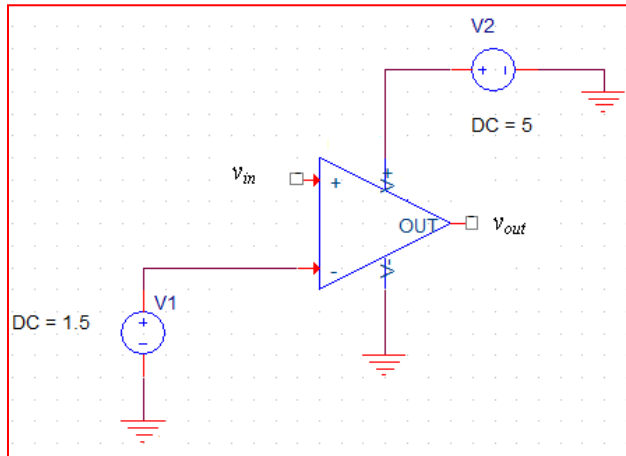 V2
DC = 5
v_in
+
V+
OUT
v_out
-
V-
V1
DC = 1.5
+
-
+
-